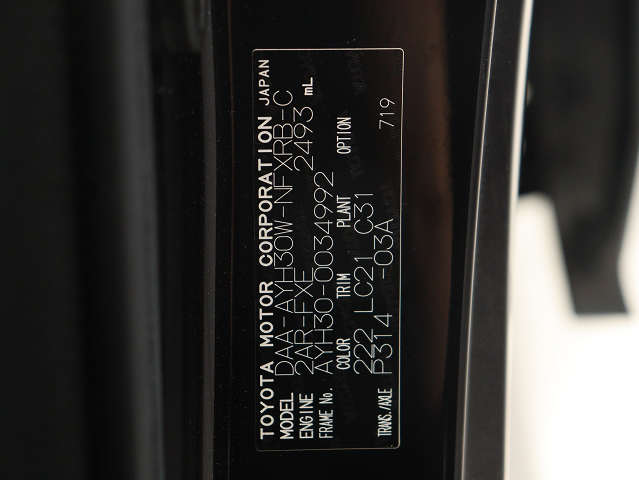 TOYOTA MOTOR CORPORATION JAPAN
MODEL DAA-AYH30W-NFXRB-C
ENGINE 2AR-FXE 2493 mL
FRAME No. AYH30-0034992
COLOR TRIM PLANT OPTION
222 LC21 C31
TRANS./AXLE P314 -03A 719